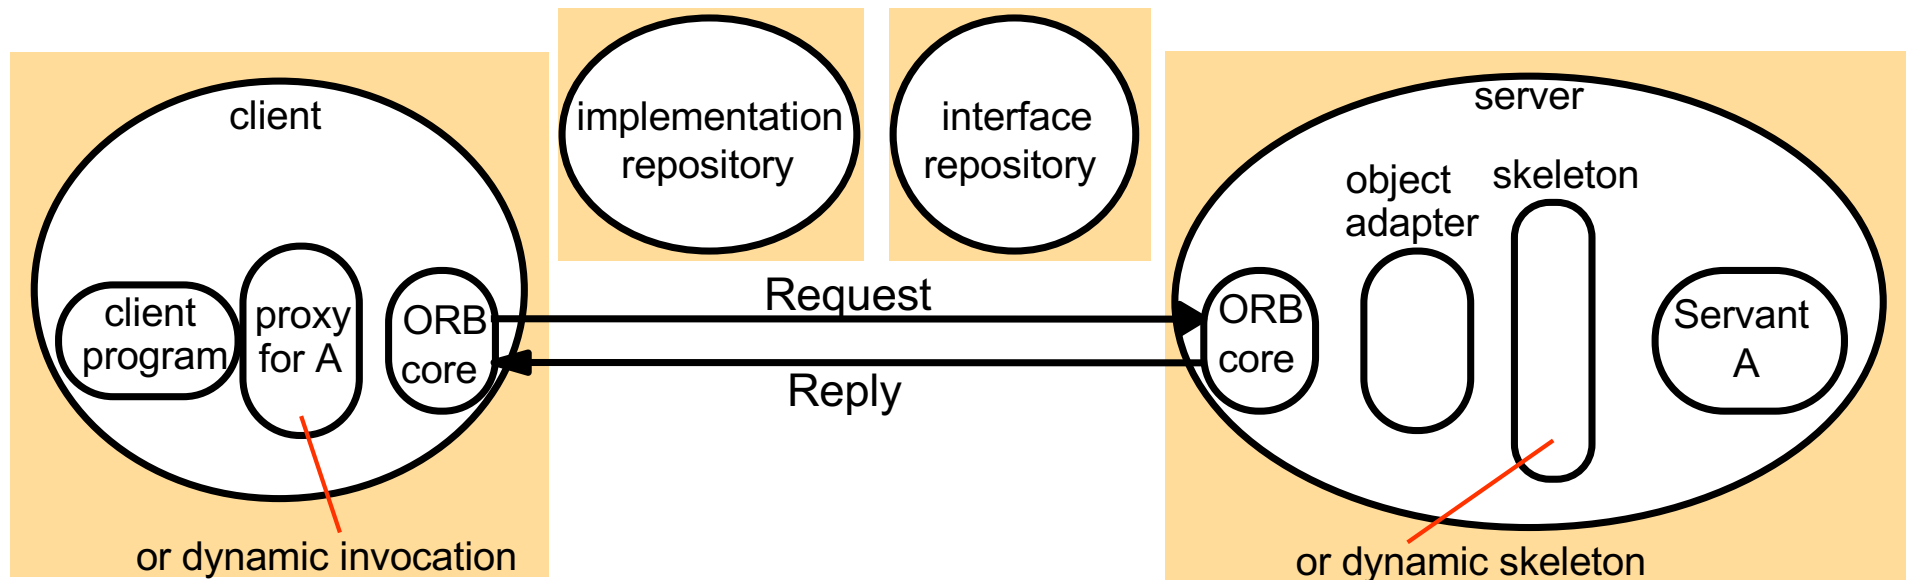 client
client
program
proxy
for A
ORB
core
or dynamic invocation
implementation
repository
interface
repository
Request
Reply
server
ORB
core
object
adapter
skeleton
Servant
A
or dynamic skeleton